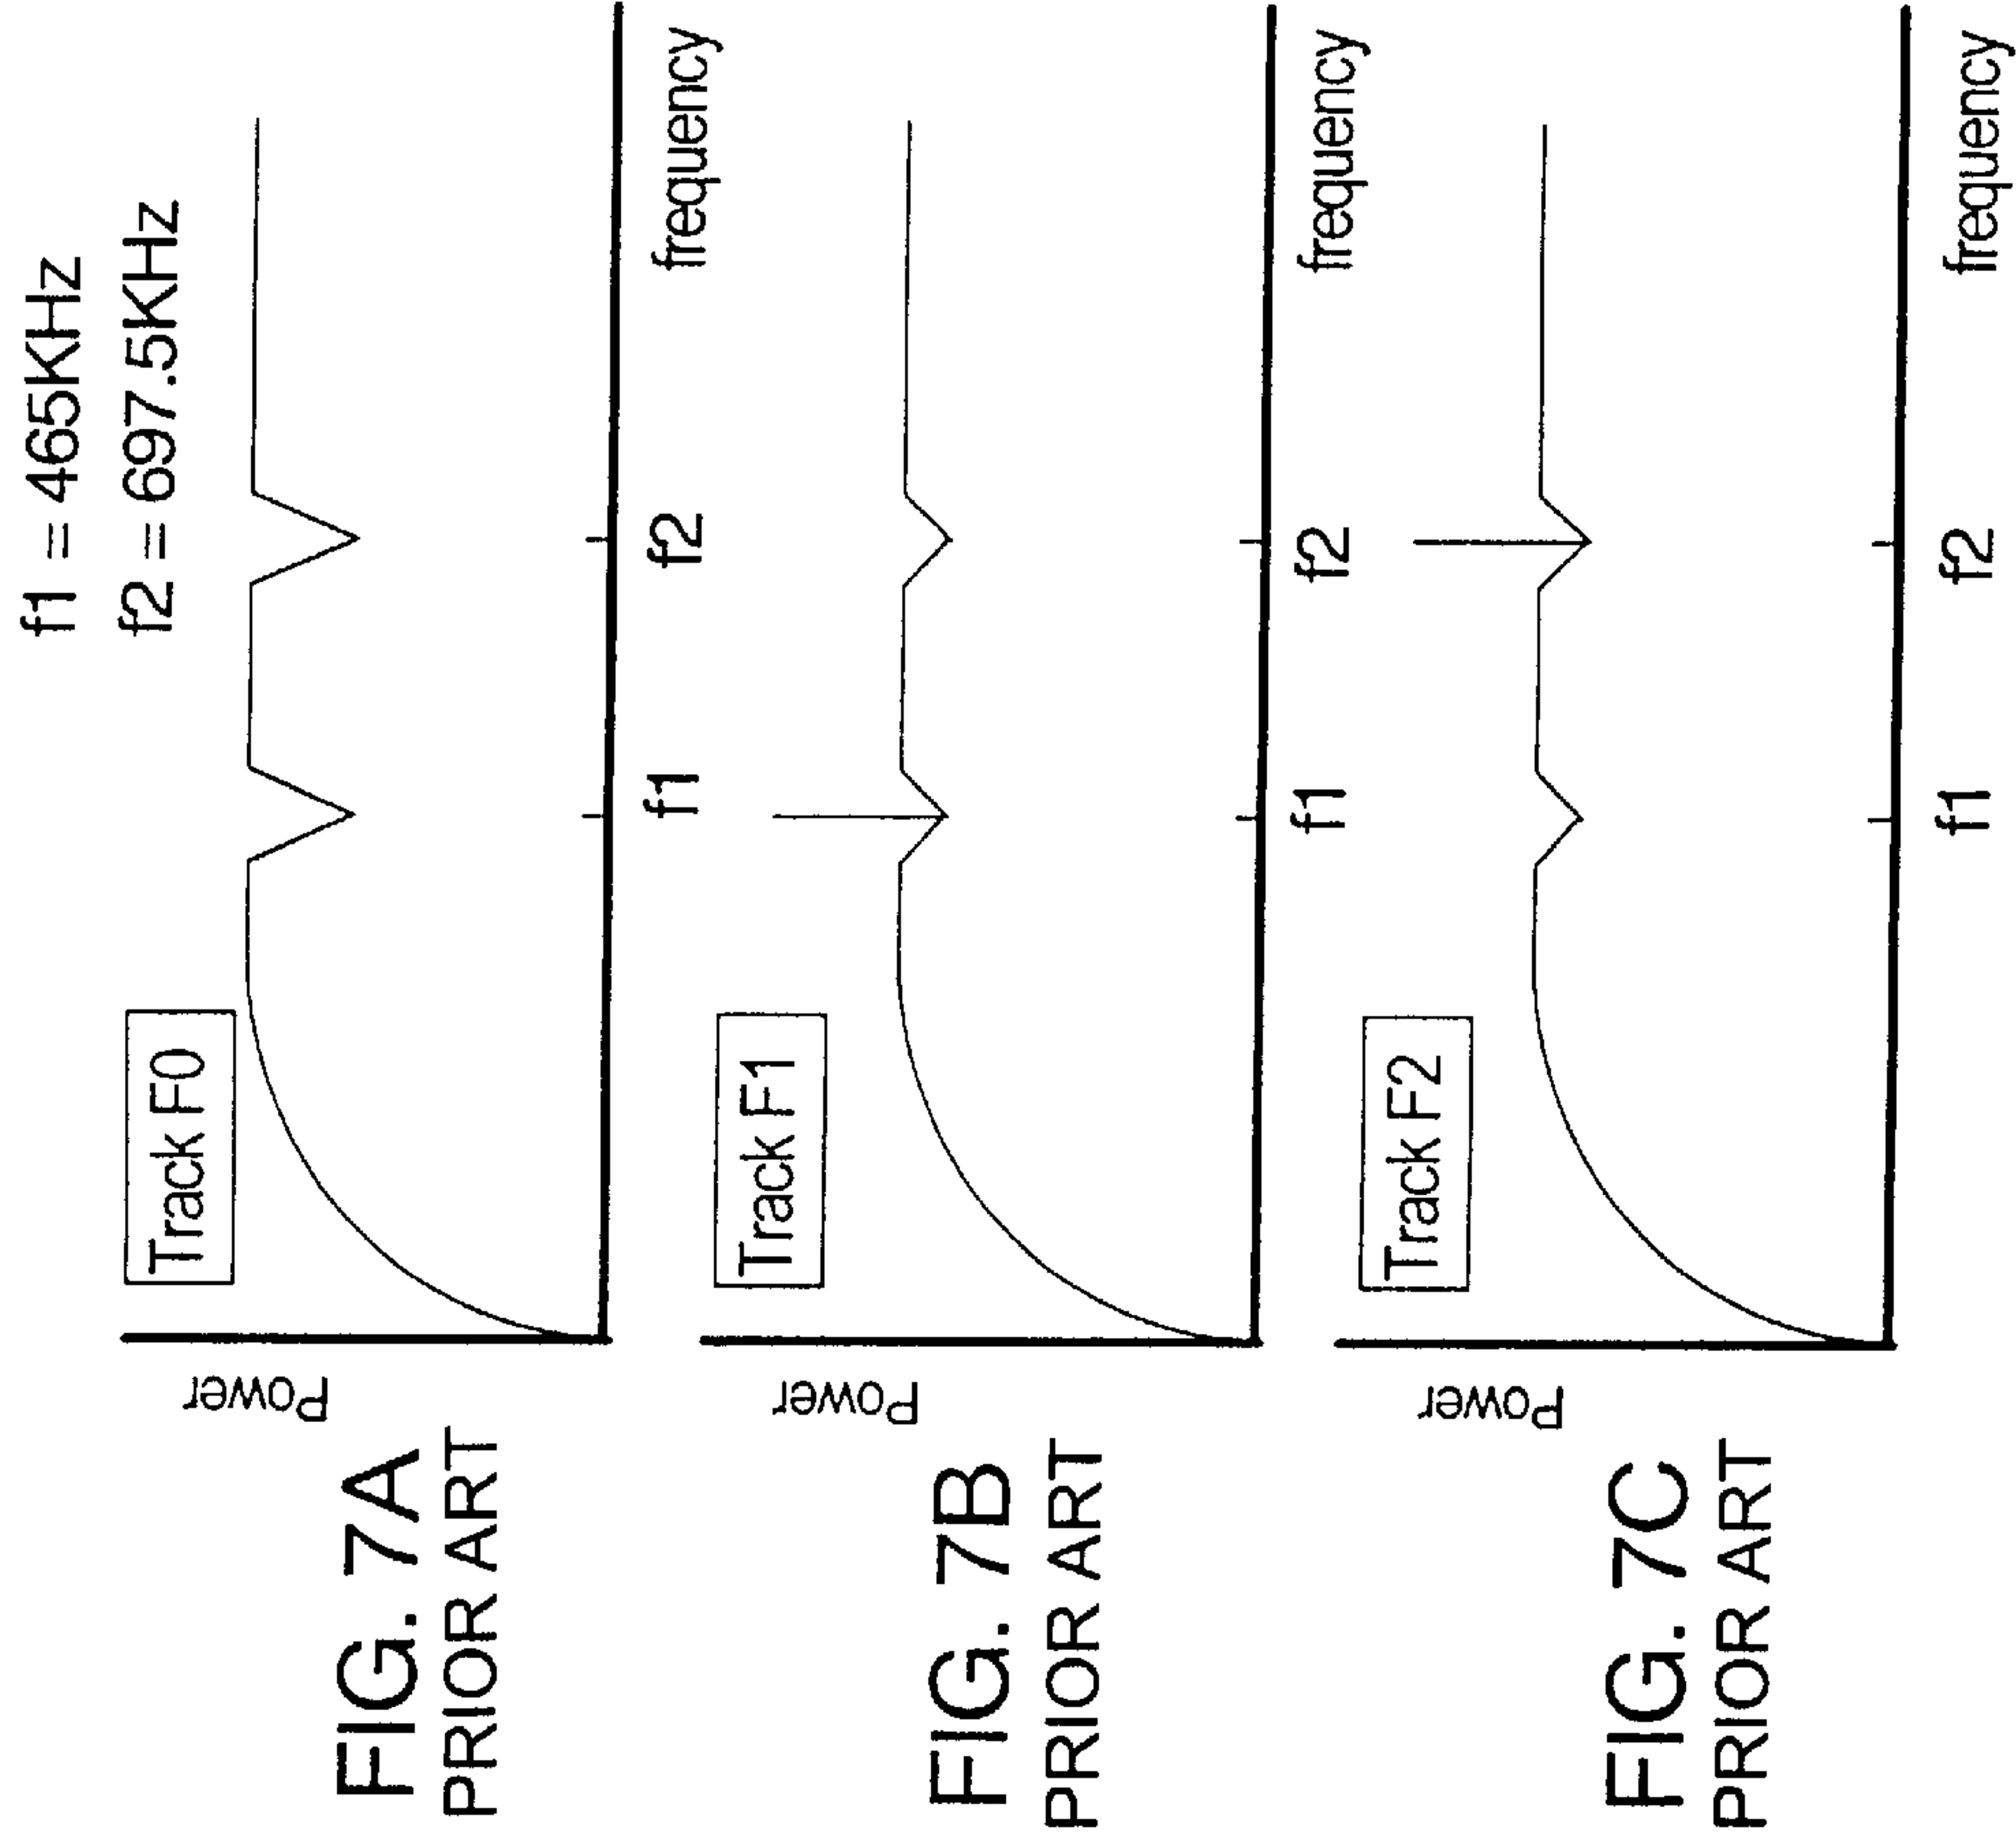 f1 = 465KHz
f2 = 697.5KHz
FIG. 7A
PRIOR ART
Power
Track F0
f1
f2
frequency
FIG. 7B
PRIOR ART
Power
Track F1
f1
f2
frequency
FIG. 7C
PRIOR ART
Power
Track F2
f1
f2
frequency